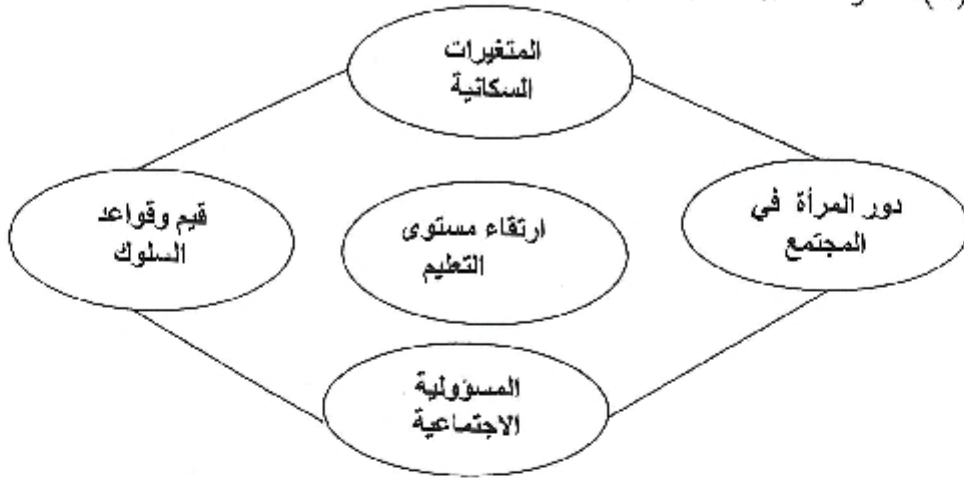 المتغيرات
السكانية
دور المرأة في
المجتمع
ارتقاء مستوى
التعليم
قيم وقواعد
السلوك
المسؤولية
الاجتماعية